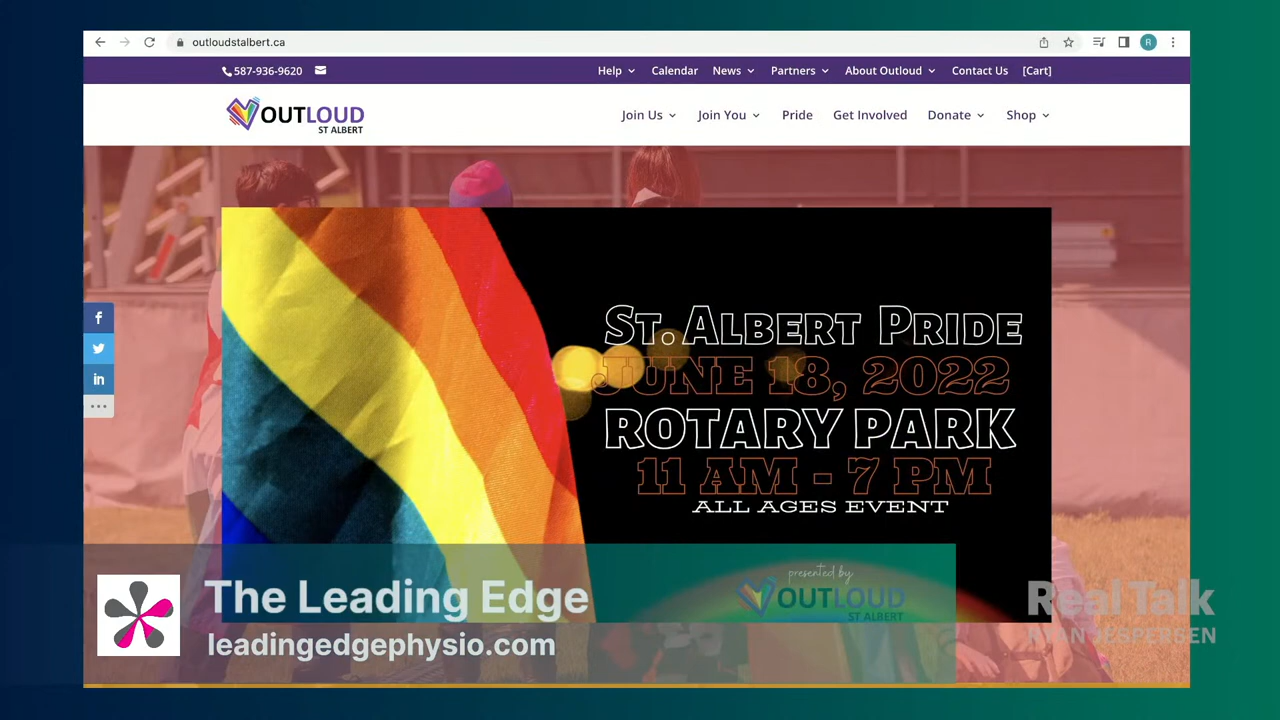 outloudstalbert.ca
R
587-936-9620
Help
Calendar
News
Partners
About Outloud
Contact Us
[Cart]
OUTLOUD
ST ALBERT
Join Us
Join You
Pride
Get Involved
Donate
Shop
f
in
ST. ALBERT PRIDE
JUNE 18, 2022
ROTARY PARK
11 AM - 7 PM
ALL AGES EVENT
presented by
OUTLOUD
ST ALBERT
The Leading Edge
leadingedgephysio.com
Real Talk
RYAN JESPERSEN